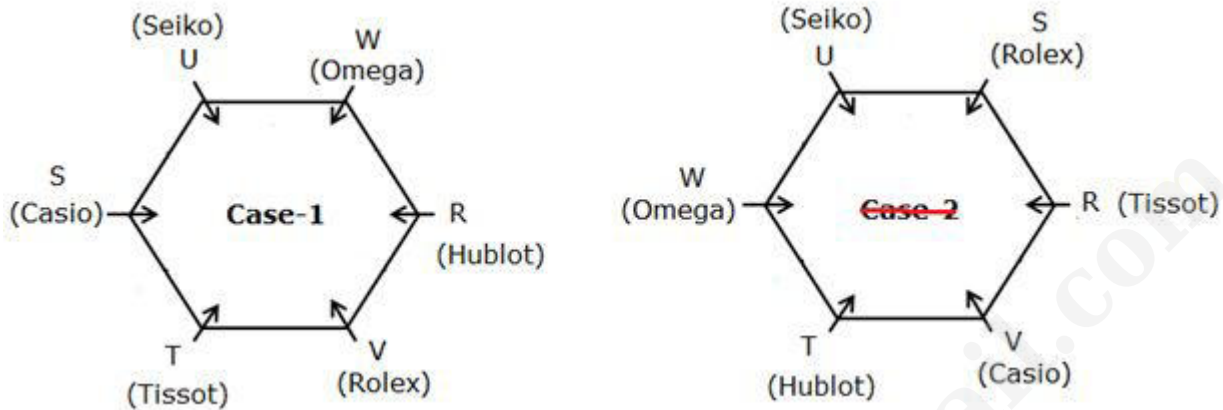 (Seiko)
U
W
(Omega)
S
(Casio)
Case-1
R
(Hublot)
T
(Tissot)
V
(Rolex)
(Seiko)
U
S
(Rolex)
W
(Omega)
Case-2
R (Tissot)
T
(Hublot)
V
(Casio)